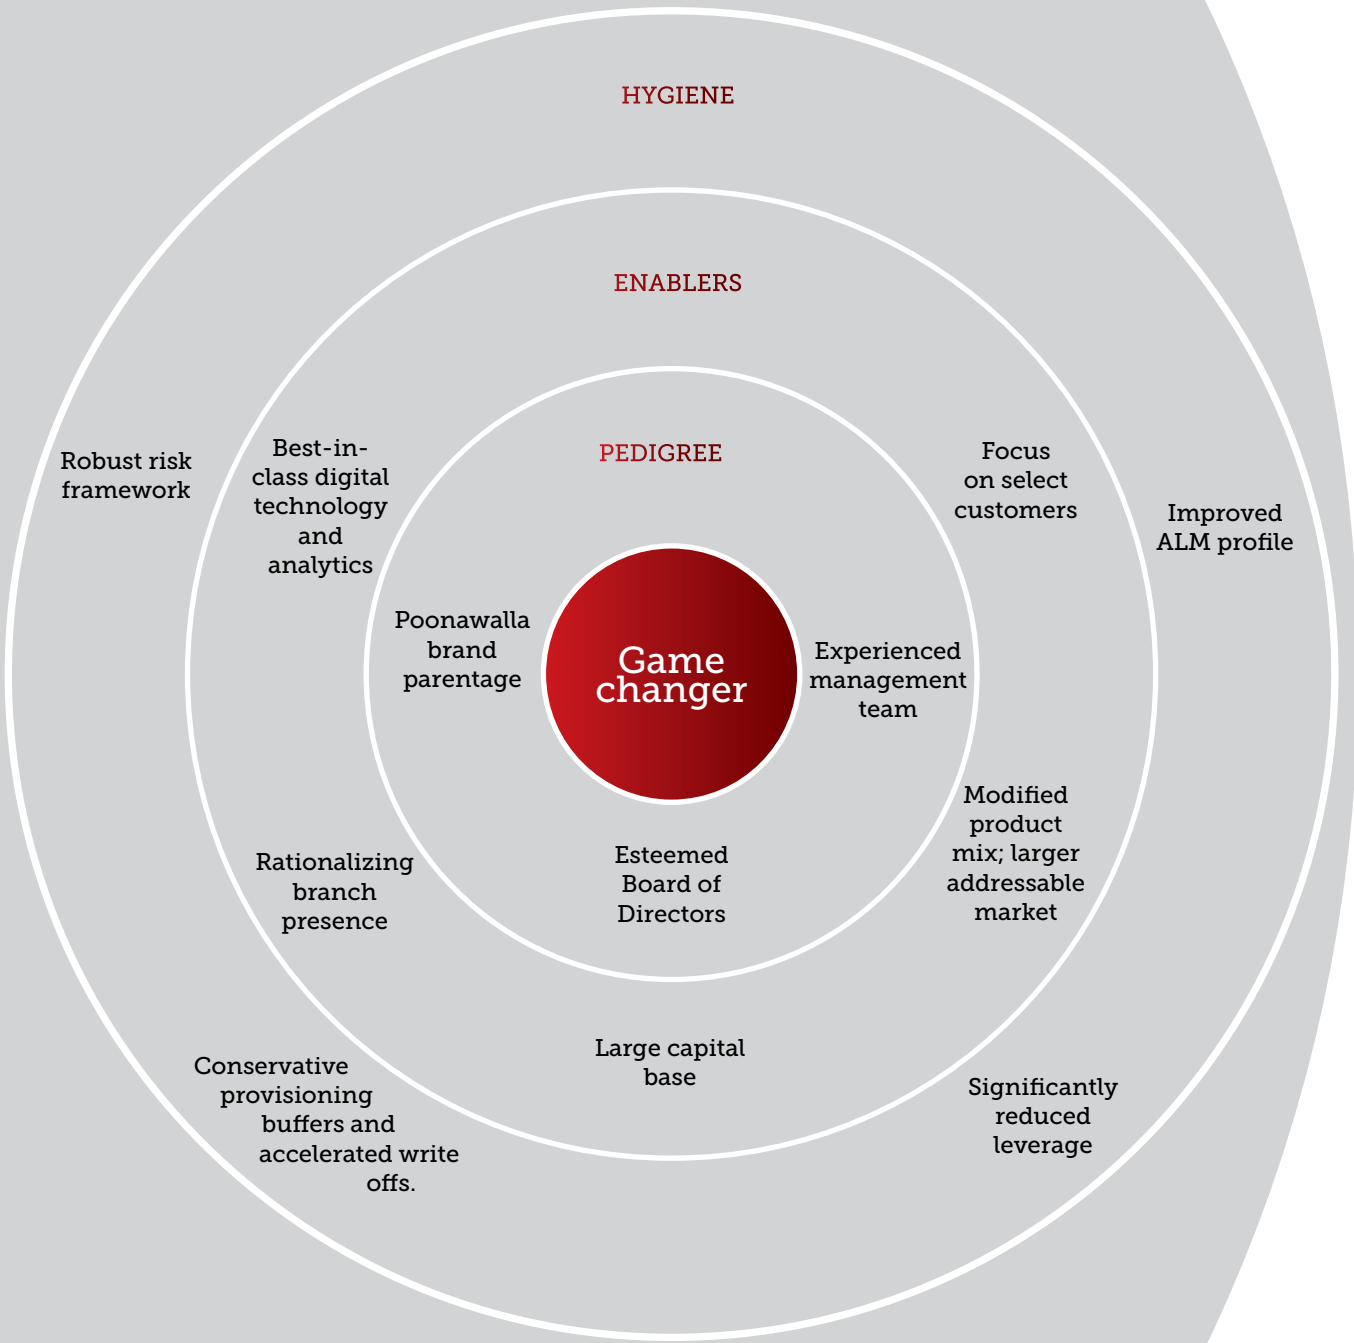 HYGIENE
ENABLERS
PEDIGREE
Robust risk
framework
Best-in-
class digital
technology
and
analytics
Focus
on select
customers
Improved
ALM profile
Poonawalla
brand
parentage
Game
changer
Experienced
management
team
Rationalizing
branch
presence
Esteemed
Board of
Directors
Modified
product
mix; larger
addressable
market
Conservative
provisioning
buffers and
accelerated write
offs.
Large capital
base
Significantly
reduced
leverage